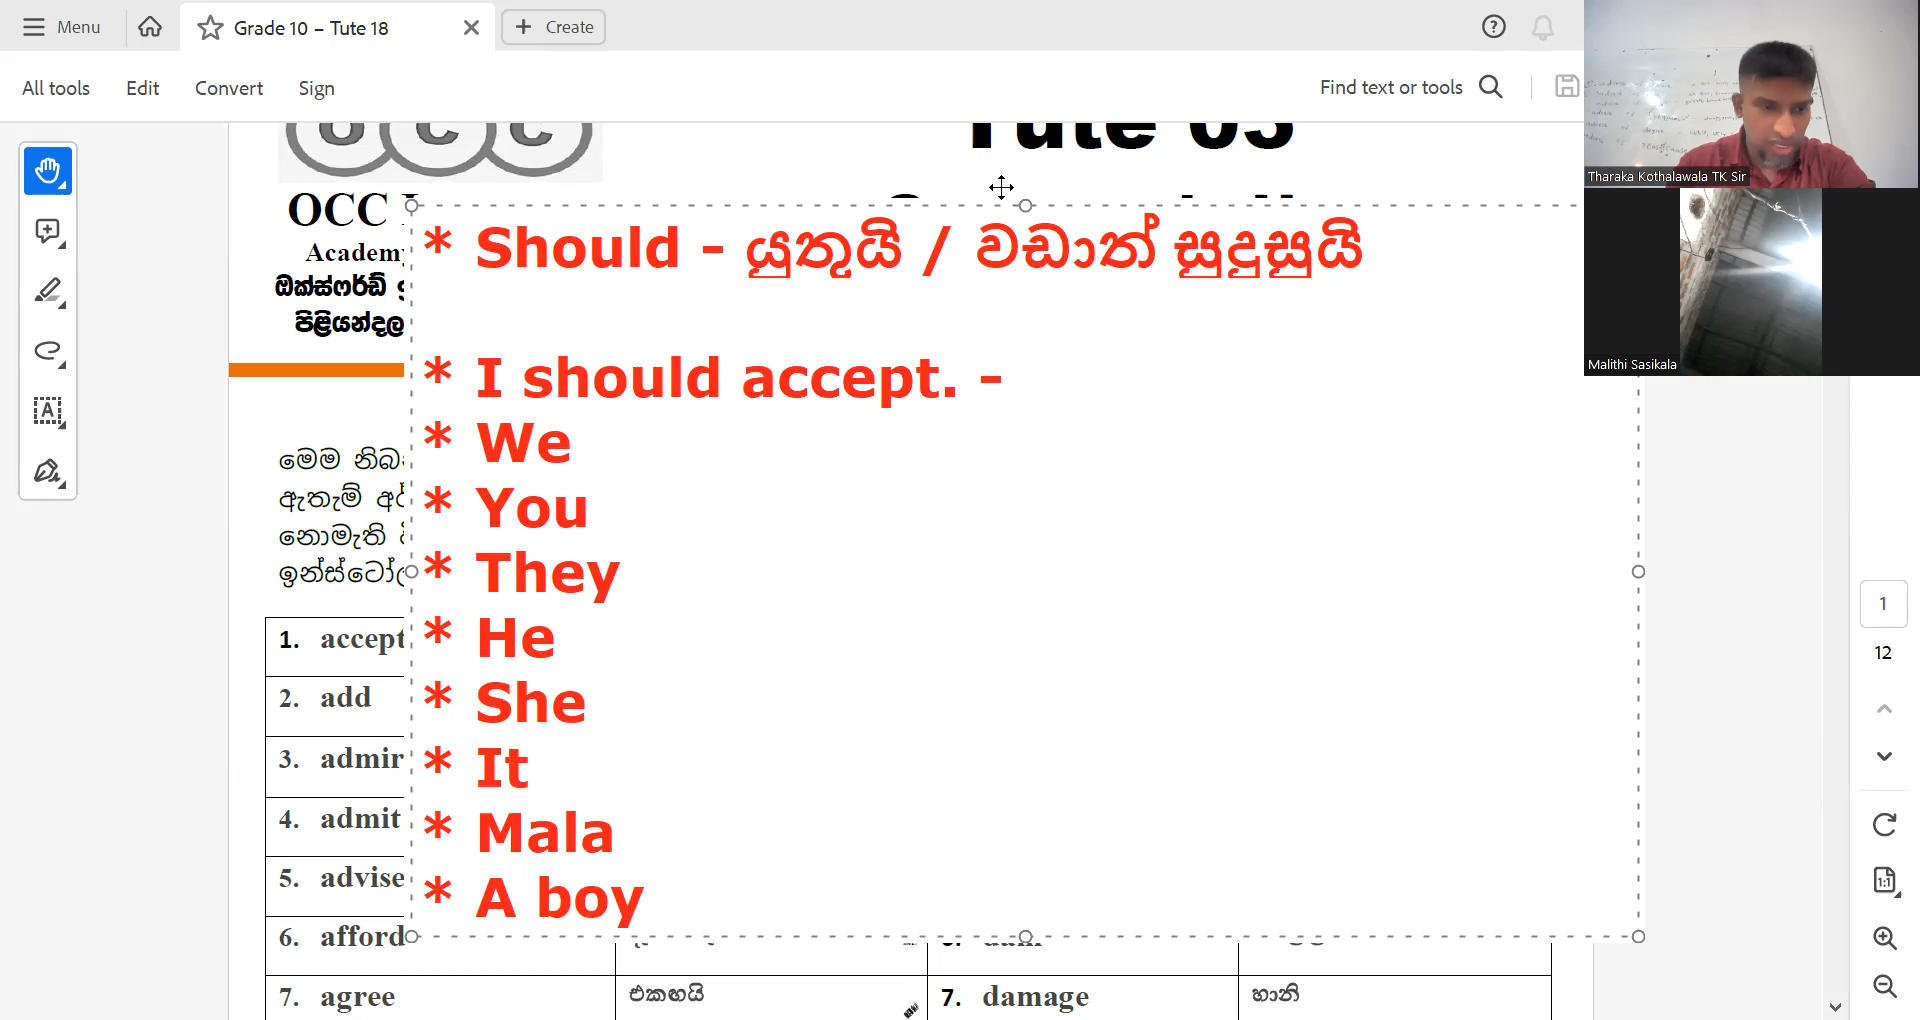 Menu
Grade 10 – Tute 18
Create
All tools
Edit
Convert
Sign
Find text or tools
Tharaka Kothalawala TK Sir
Malithi Sasikala
OCC
Academy
ඔක්ස්ෆර්ඩ්
පිළියන්දල
* Should - යුතුයි / වඩාත් සුදුසුයි
* I should accept. -
* We
* You
* They
* He
* She
* It
* Mala
* A boy
මෙම
ඇතැම්
නොමැති
1. accept
2. add
3. admir
4. admit
5. advise
6. afford
7. agree
එකඟයි
7. damage
හානි
1
12